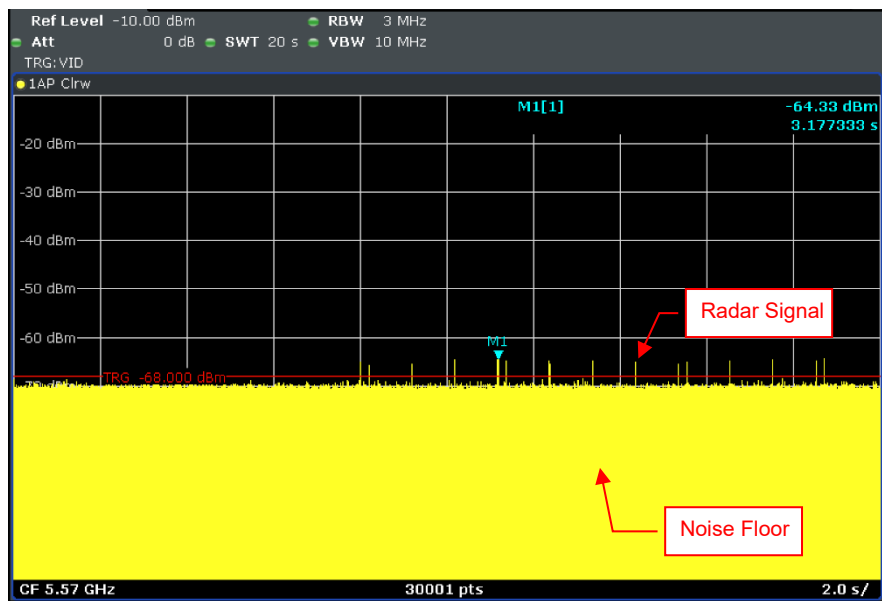 Ref Level -10.00 dBm RBW 3 MHz
Att 0 dB SWT 20 s VBW 10 MHz
TRG:VID
1AP Clrw
M1[1] -64.33 dBm
3.177333 s
-20 dBm
-30 dBm
-40 dBm
-50 dBm
Radar Signal
-60 dBm
M1
TRG -68.000 dBm
Noise Floor
CF 5.57 GHz 30001 pts 2.0 s/